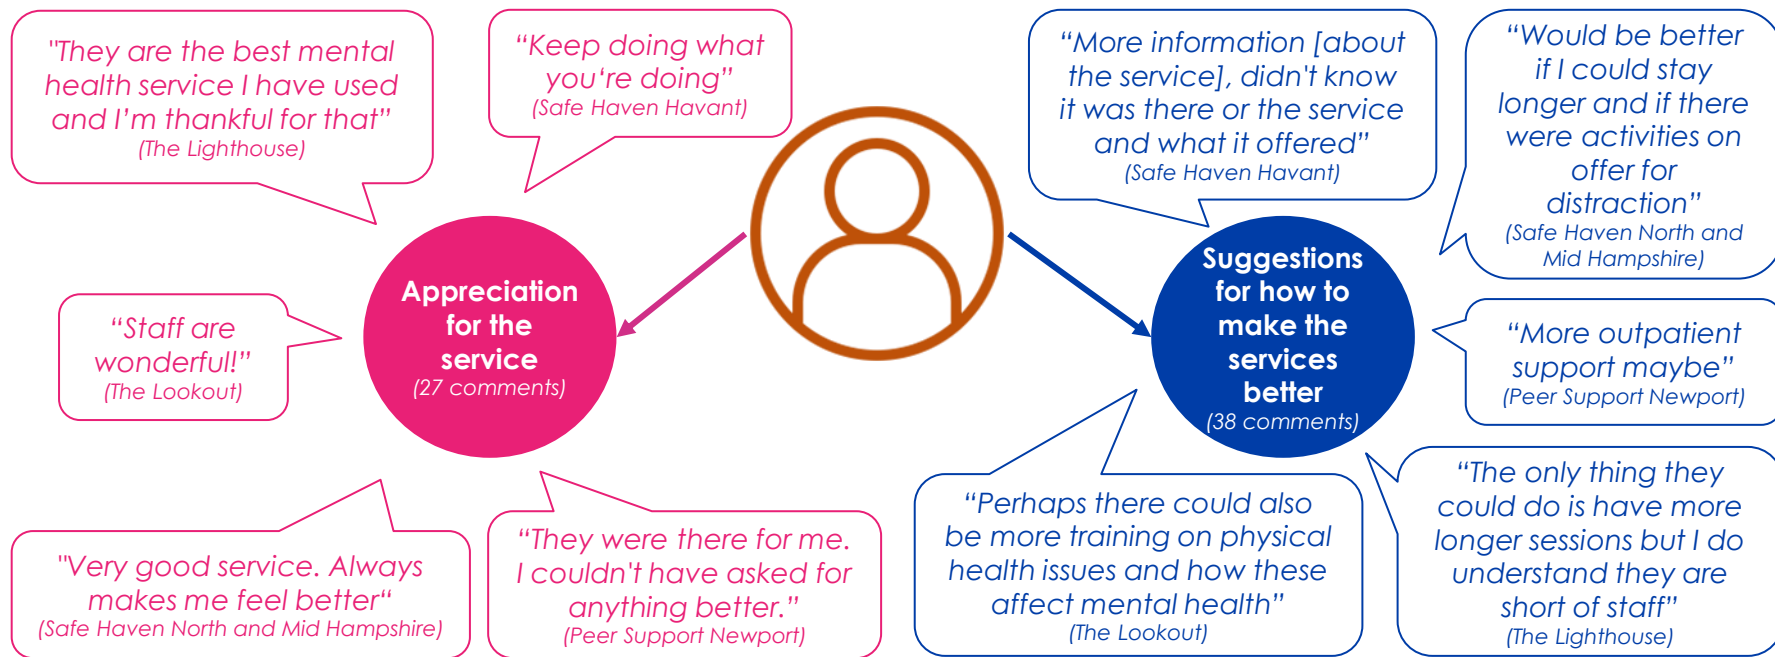 "They are the best mental
health service I have used
and I’m thankful for that”
(The Lighthouse)
“Keep doing what
you‘re doing”
(Safe Haven Havant)
“Staff are
wonderful!”
(The Lookout)
Appreciation
for the
service
(27 comments)
"Very good service. Always
makes me feel better“
(Safe Haven North and Mid Hampshire)
“They were there for me.
I couldn't have asked for
anything better.”
(Peer Support Newport)
“More information [about
the service], didn't know
it was there or the service
and what it offered”
(Safe Haven Havant)
“Would be better
if I could stay
longer and if there
were activities on
offer for
distraction”
(Safe Haven North and
Mid Hampshire)
Suggestions
for how to
make the
services
better
(38 comments)
“More outpatient
support maybe”
(Peer Support Newport)
“Perhaps there could also
be more training on physical
health issues and how these
affect mental health”
(The Lookout)
“The only thing they
could do is have more
longer sessions but I do
understand they are
short of staff”
(The Lighthouse)